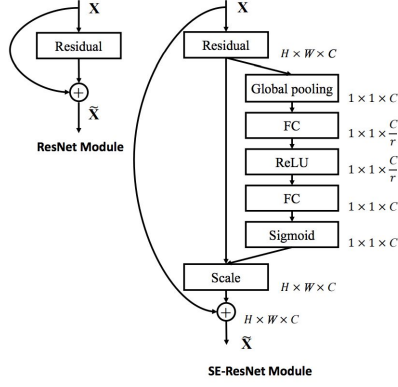 X
Residual
+
X̃
ResNet Module
X
Residual
H × W × C
Global pooling
1 × 1 × C
FC
1 × 1 × C/r
ReLU
1 × 1 × C/r
FC
1 × 1 × C
Sigmoid
1 × 1 × C
Scale
H × W × C
+
H × W × C
X̃
SE-ResNet Module